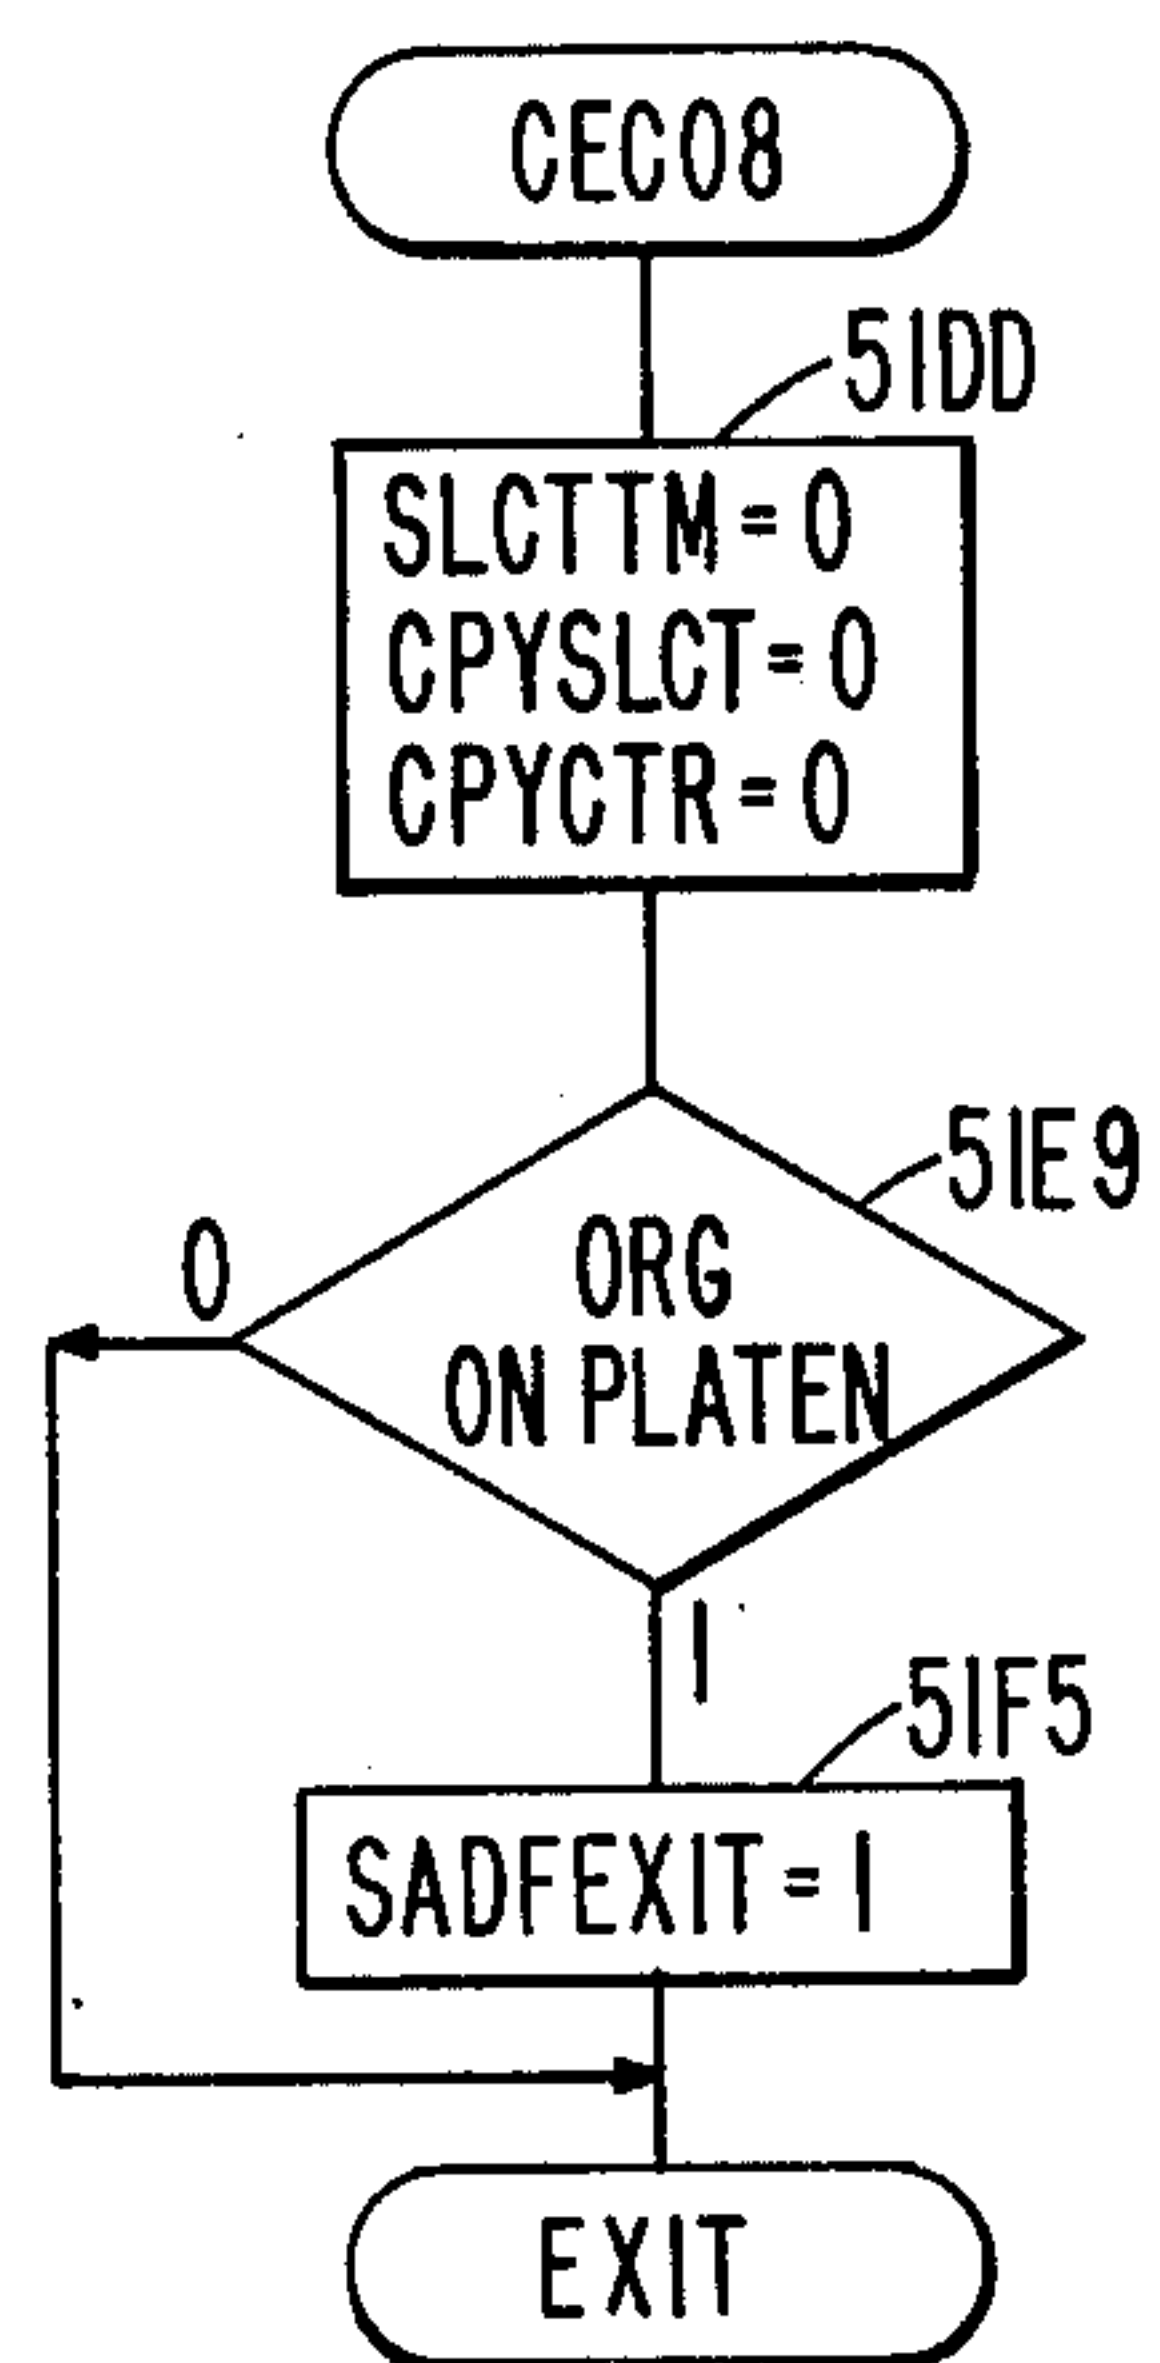 CEC08
51DD
SLCTTM = 0
CPYSLCT = 0
CPYCTR = 0
51E9
0
ORG
ON PLATEN
1
51F5
SADFEXIT = 1
EXIT